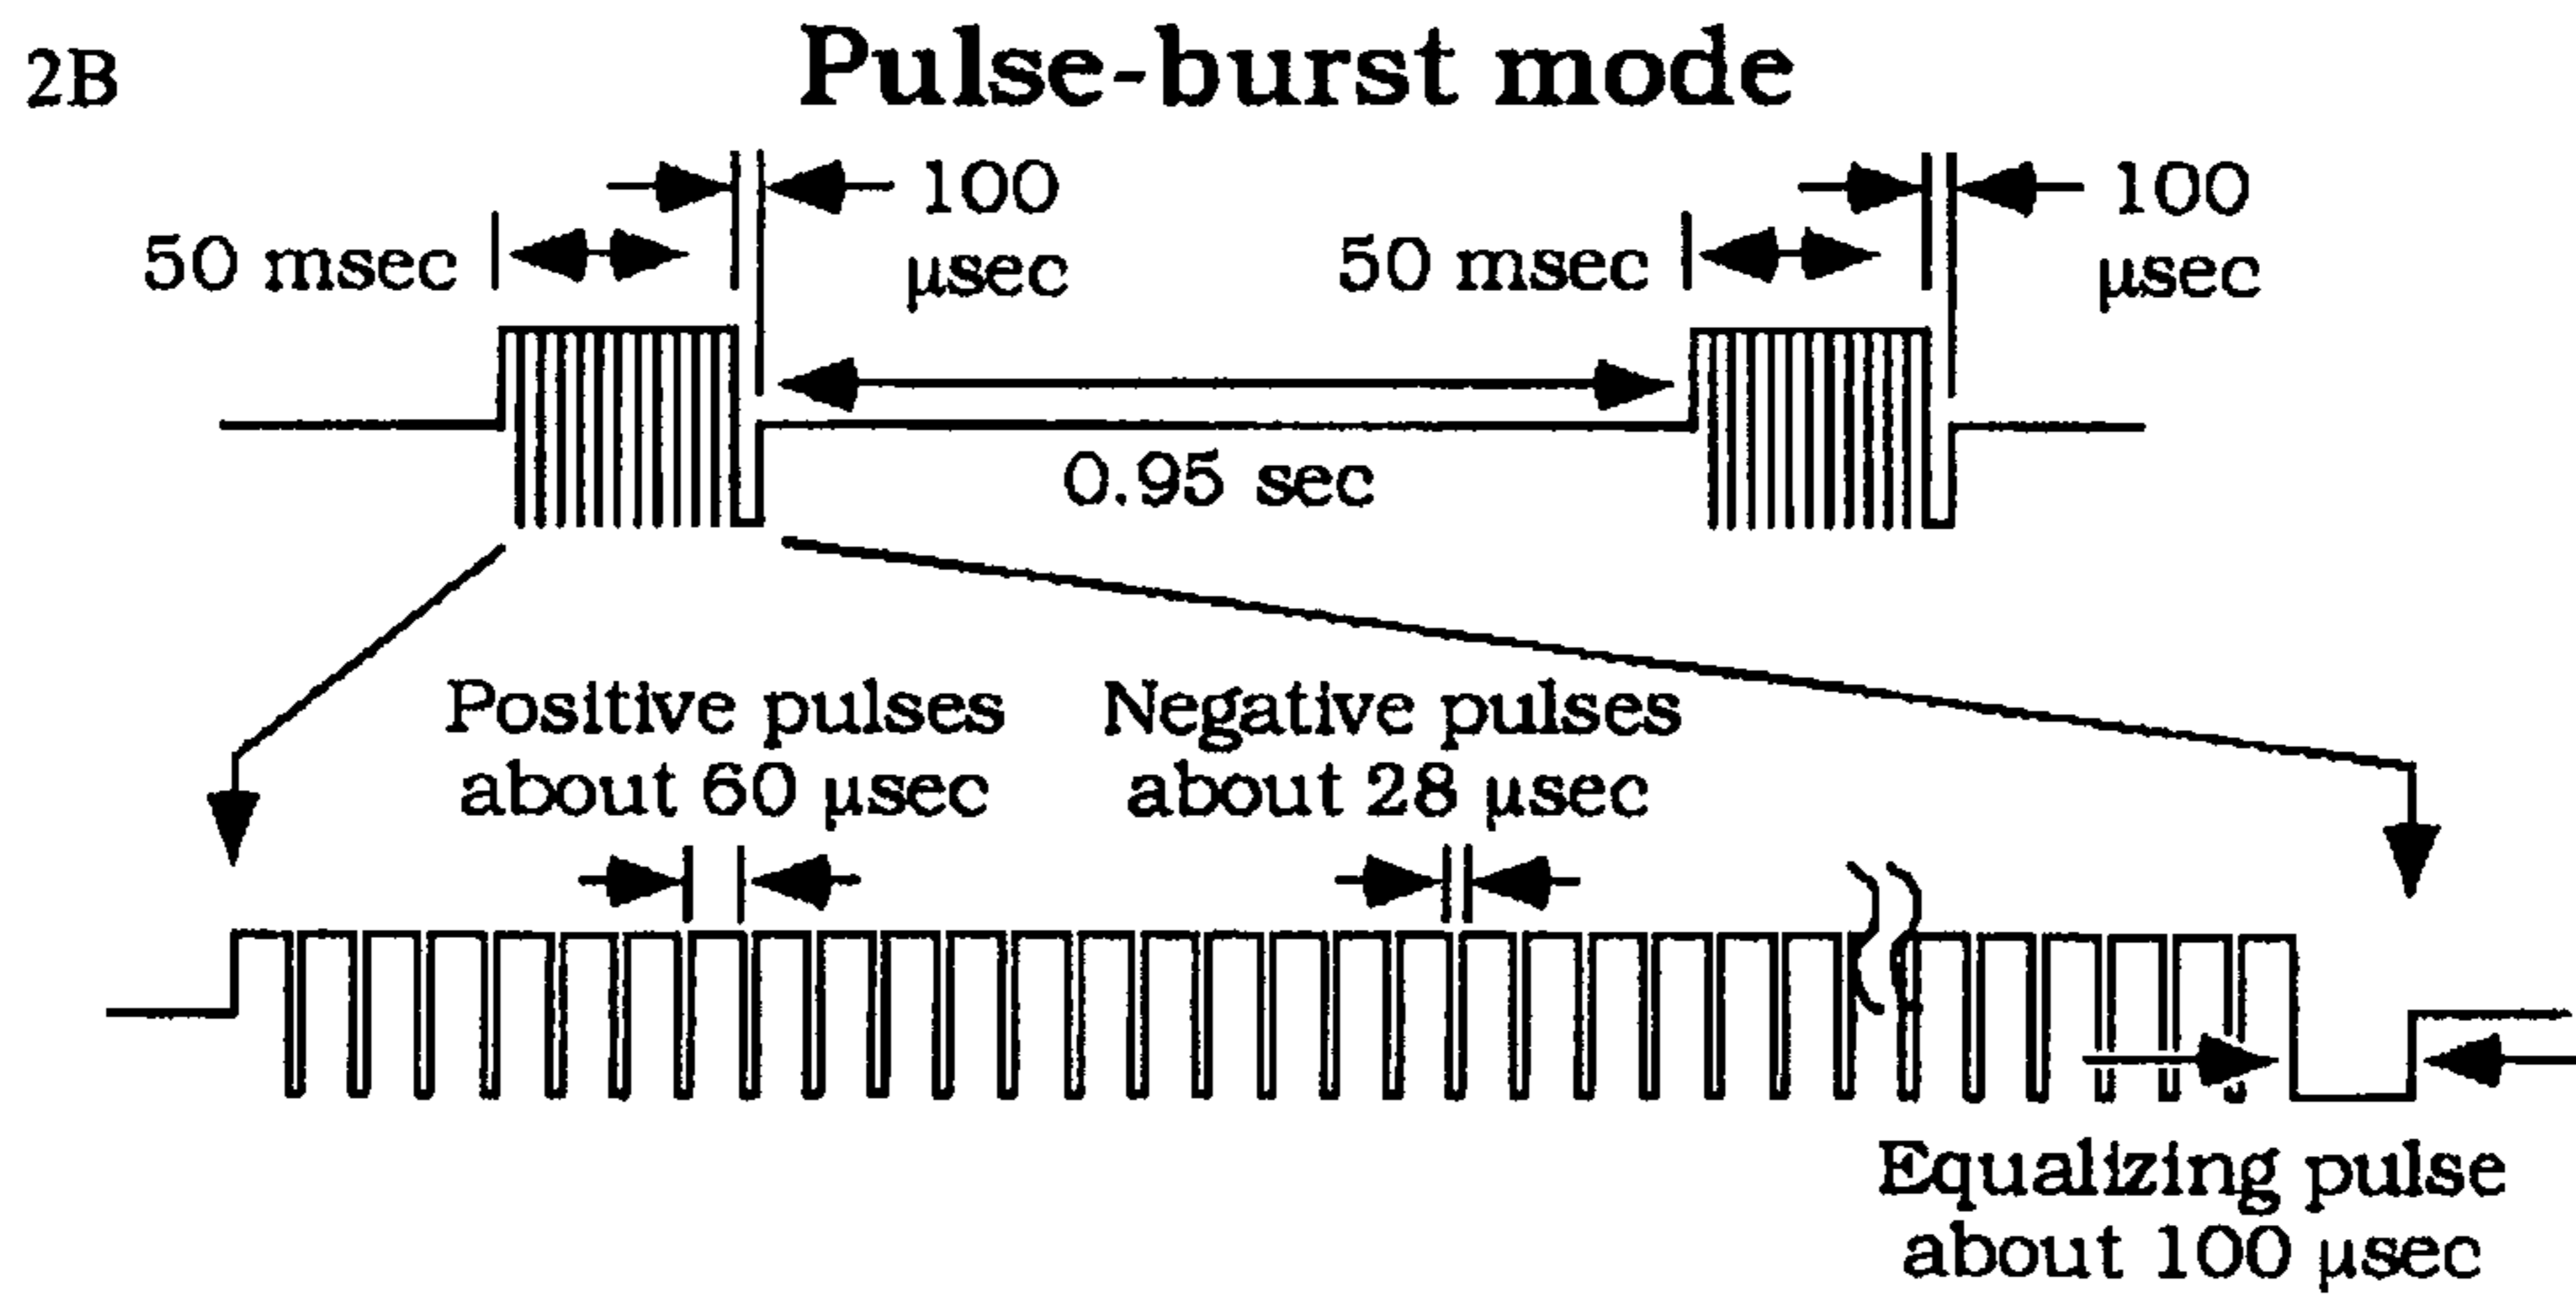 2B
Pulse-burst mode
100
µsec
50 msec
100
µsec
50 msec
0.95 sec
Positive pulses
about 60 µsec
Negative pulses
about 28 µsec
Equalizing pulse
about 100 µsec